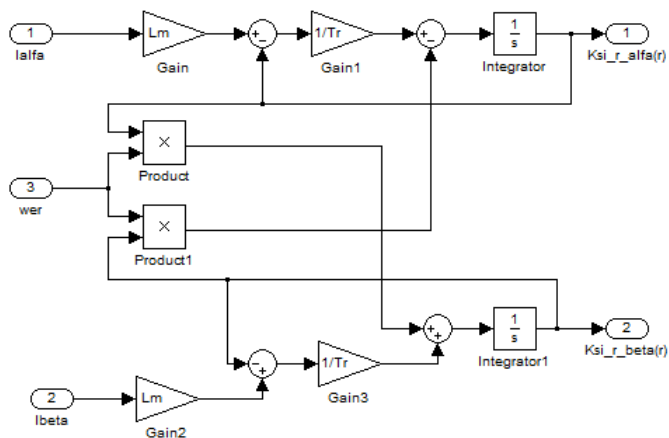 1
Ialfa
Lm
Gain
1/Tr
Gain1
1
s
Integrator
1
Ksi_r_alfa(r)
×
Product
3
wer
×
Product1
1
s
Integrator1
2
Ksi_r_beta(r)
1/Tr
Gain3
2
Ibeta
Lm
Gain2